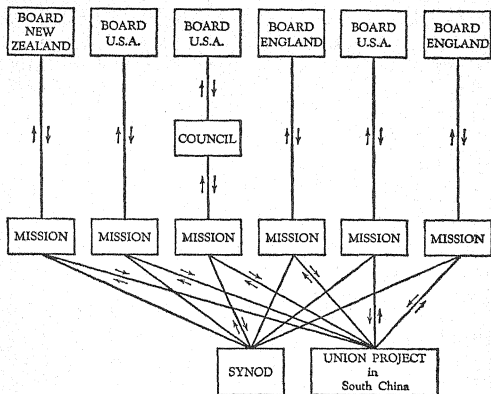 BOARD
NEW
ZEALAND
BOARD
U.S.A.
BOARD
U.S.A.
BOARD
ENGLAND
BOARD
U.S.A.
BOARD
ENGLAND
COUNCIL
MISSION
MISSION
MISSION
MISSION
MISSION
MISSION
SYNOD
UNION PROJECT
in
South China